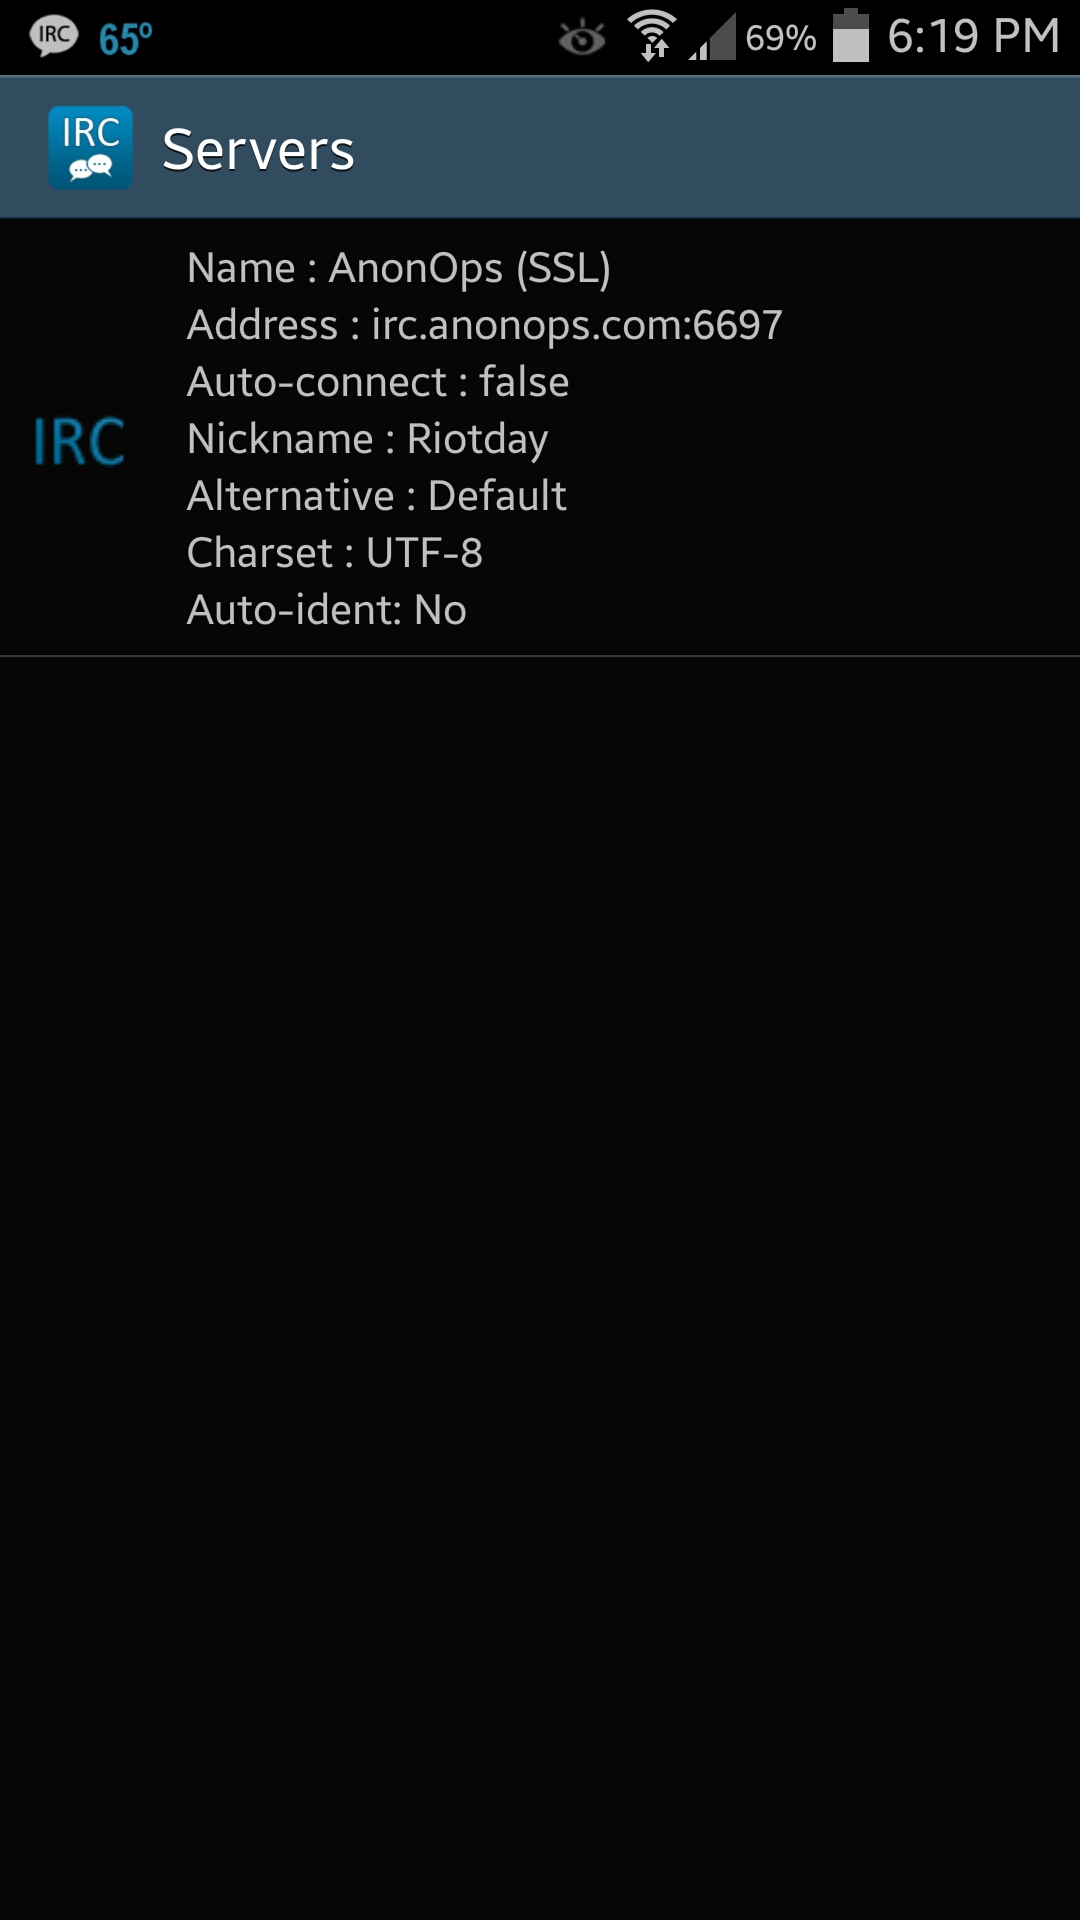 IRC 65° 69% 6:19 PM
IRC Servers
Name : AnonOps (SSL)
Address : irc.anonops.com:6697
Auto-connect : false
IRC
Nickname : Riotday
Alternative : Default
Charset : UTF-8
Auto-ident: No